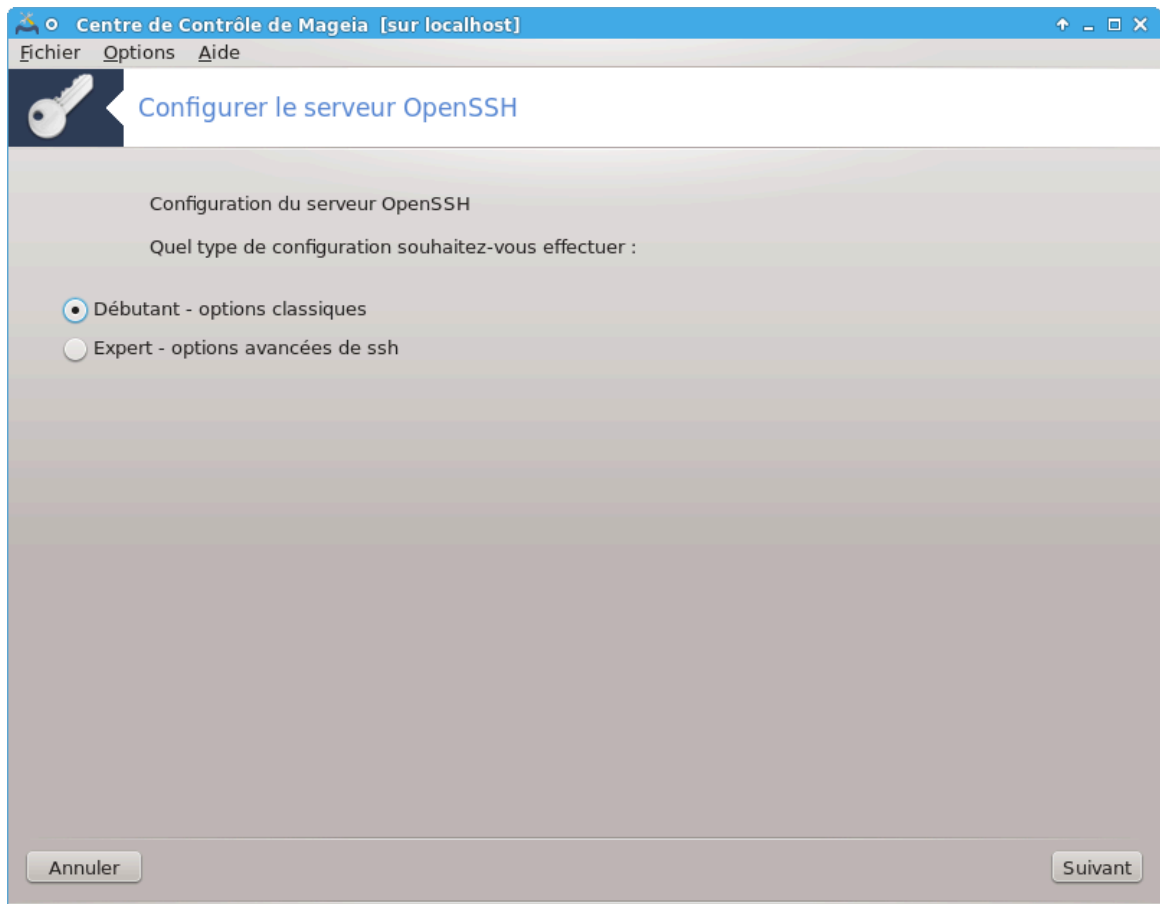 Centre de Contrôle de Mageia [sur localhost]
Fichier Options Aide
Configurer le serveur OpenSSH
Configuration du serveur OpenSSH
Quel type de configuration souhaitez-vous effectuer :
Débutant - options classiques
Expert - options avancées de ssh
Annuler Suivant